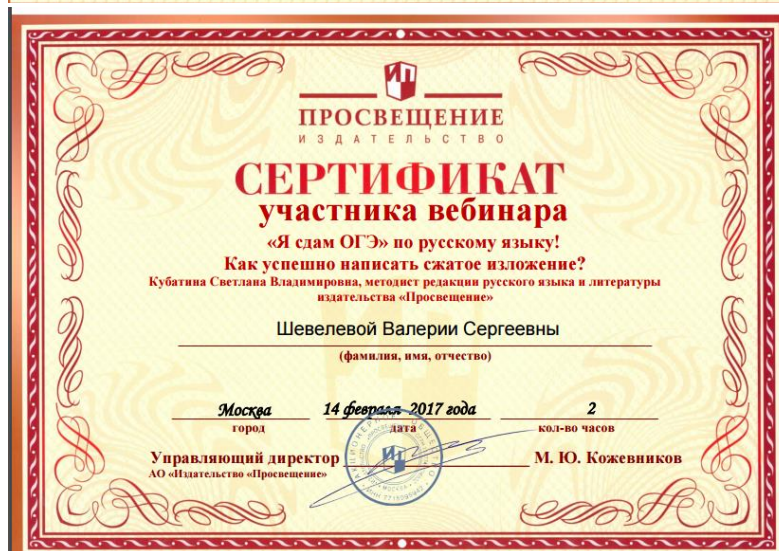 ИП
ПРОСВЕЩЕНИЕ
ИЗДАТЕЛЬСТВО
СЕРТИФИКАТ
участника вебинара
«Я сдам ОГЭ» по русскому языку!
Как успешно написать сжатое изложение?
Кубатина Светлана Владимировна, методист редакции русского языка и литературы
издательства «Просвещение»
Шевелевой Валерии Сергеевны
(фамилия, имя, отчество)
Москва 14 февраля 2017 года 2
город дата кол-во часов
Управляющий директор М. Ю. Кожевников
АО «Издательство «Просвещение»